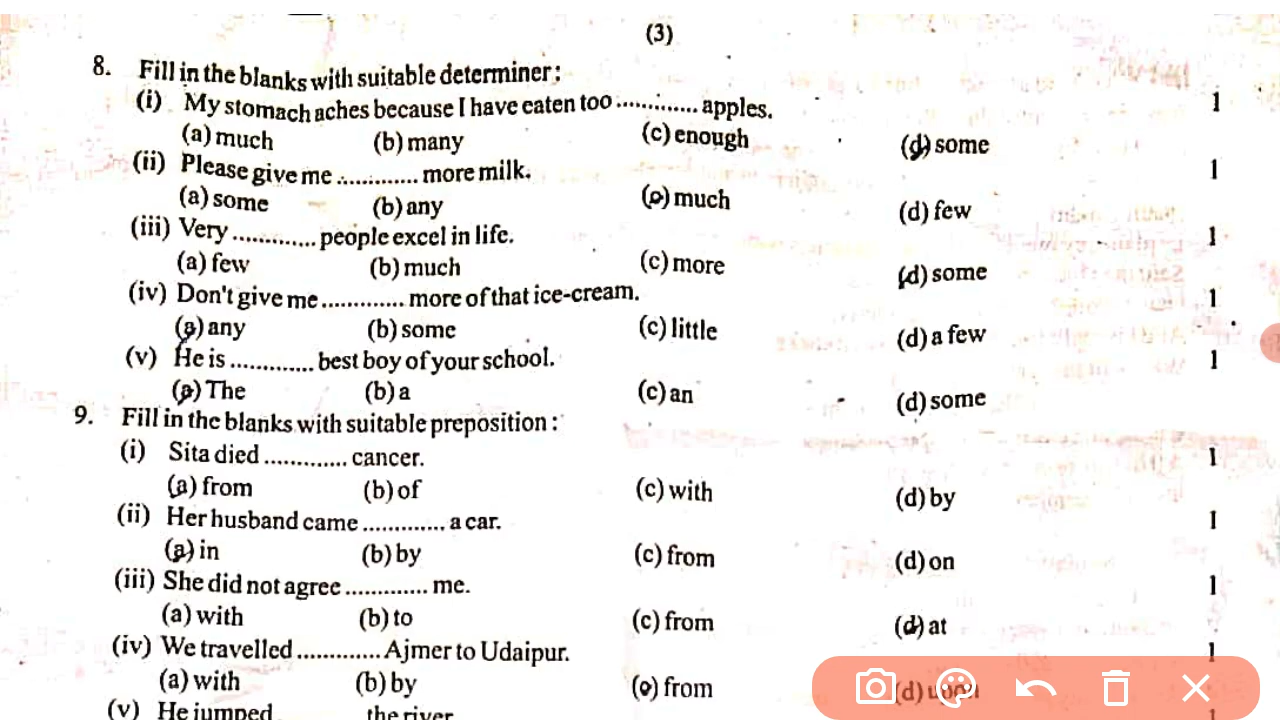 (3)
8. Fill in the blanks with suitable determiner :
(i) My stomach aches because I have eaten too ............. apples. 1
(a) much (b) many (c) enough (d) some
(ii) Please give me ............. more milk. 1
(a) some (b) any (c) much (d) few
(iii) Very ............. people excel in life. 1
(a) few (b) much (c) more (d) some
(iv) Don't give me ............. more of that ice-cream. 1
(a) any (b) some (c) little (d) a few
(v) He is ............. best boy of your school. 1
(a) The (b) a (c) an (d) some
9. Fill in the blanks with suitable preposition :
(i) Sita died ............. cancer. 1
(a) from (b) of (c) with (d) by
(ii) Her husband came ............. a car. 1
(a) in (b) by (c) from (d) on
(iii) She did not agree ............. me. 1
(a) with (b) to (c) from (d) at
(iv) We travelled ............. Ajmer to Udaipur. 1
(a) with (b) by (c) from (d) upon
(v) He jumped the river